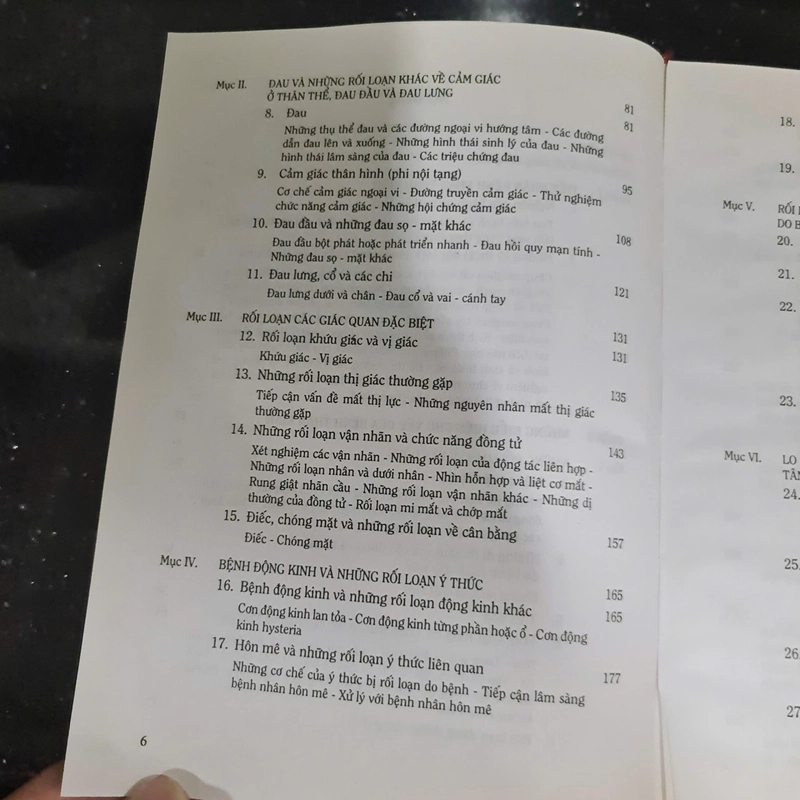 Mục II. ĐAU VÀ NHỮNG RỐI LOẠN KHÁC VỀ CẢM GIÁC
Ở THÂN THỂ, ĐAU ĐẦU VÀ ĐAU LƯNG 81
8. Đau 81
Những thụ thể đau và các đường ngoại vi hướng tâm - Các đường
dẫn đau lên và xuống - Những hình thái sinh lý của đau - Những
hình thái lâm sàng của đau - Các triệu chứng đau
9. Cảm giác thân hình (phi nội tạng) 95
Cơ chế cảm giác ngoại vi - Đường truyền cảm giác - Thử nghiệm
chức năng cảm giác - Những hội chứng cảm giác
10. Đau đầu và những đau sọ - mặt khác 108
Đau đầu bột phát hoặc phát triển nhanh - Đau hồi quy mạn tính -
Những đau sọ - mặt khác
11. Đau lưng, cổ và các chi 121
Đau lưng dưới và chân - Đau cổ và vai - cánh tay
Mục III. RỐI LOẠN CÁC GIÁC QUAN ĐẶC BIỆT 131
12. Rối loạn khứu giác và vị giác 131
Khứu giác - Vị giác
13. Những rối loạn thị giác thường gặp 135
Tiếp cận vấn đề mất thị lực - Những nguyên nhân mất thị giác
thường gặp
14. Những rối loạn vận nhãn và chức năng đồng tử 143
Xét nghiệm các vận nhãn - Những rối loạn của động tác liên hợp -
Những rối loạn nhân và dưới nhân - Nhìn hỗn hợp và liệt cơ mắt -
Rung giật nhãn cầu - Những rối loạn vận nhãn khác - Những dị
thường của đồng tử - Rối loạn mi mắt và chớp mắt
15. Điếc, chóng mặt và những rối loạn về cân bằng 157
Điếc - Chóng mặt
Mục IV. BỆNH ĐỘNG KINH VÀ NHỮNG RỐI LOẠN Ý THỨC 165
16. Bệnh động kinh và những rối loạn động kinh khác 165
Cơn động kinh lan tỏa - Cơn động kinh từng phần hoặc ổ - Cơn động
kinh hysteria
17. Hôn mê và những rối loạn ý thức liên quan 177
Những cơ chế của ý thức bị rối loạn do bệnh - Tiếp cận lâm sàng
bệnh nhân hôn mê - Xử lý với bệnh nhân hôn mê
6
18.
19.
Mục V. RỐI
DO B
20.
21.
22.
23.
Mục VI. LO
TÂN
24.
25.
26.
27